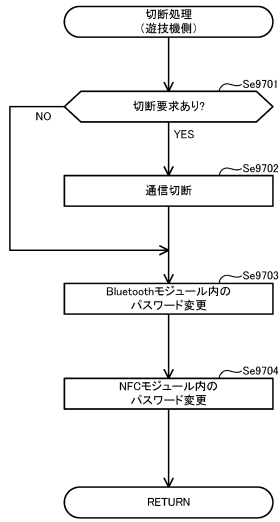 切断処理
(遊技機側)
Se9701
切断要求あり?
NO
YES
Se9702
通信切断
Se9703
Bluetoothモジュール内の
パスワード変更
Se9704
NFCモジュール内の
パスワード変更
RETURN